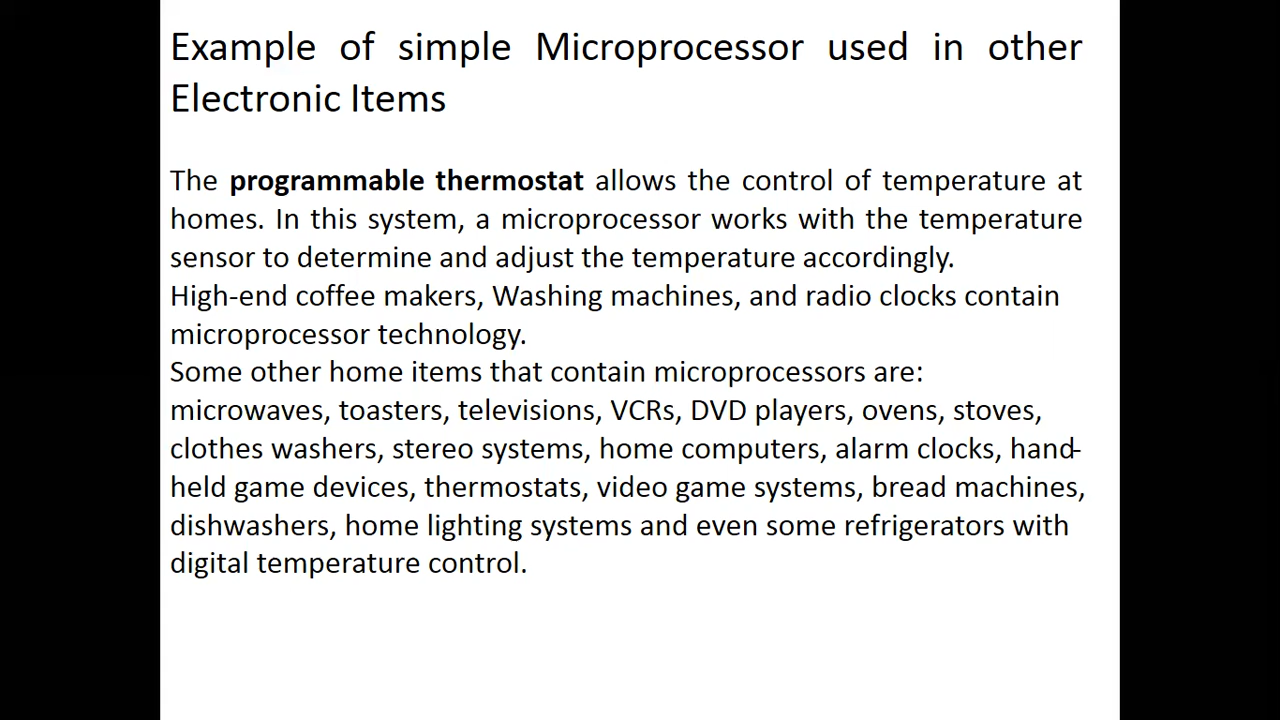 Example of simple Microprocessor used in other
Electronic Items
The programmable thermostat allows the control of temperature at
homes. In this system, a microprocessor works with the temperature
sensor to determine and adjust the temperature accordingly.
High-end coffee makers, Washing machines, and radio clocks contain
microprocessor technology.
Some other home items that contain microprocessors are:
microwaves, toasters, televisions, VCRs, DVD players, ovens, stoves,
clothes washers, stereo systems, home computers, alarm clocks, hand-
held game devices, thermostats, video game systems, bread machines,
dishwashers, home lighting systems and even some refrigerators with
digital temperature control.